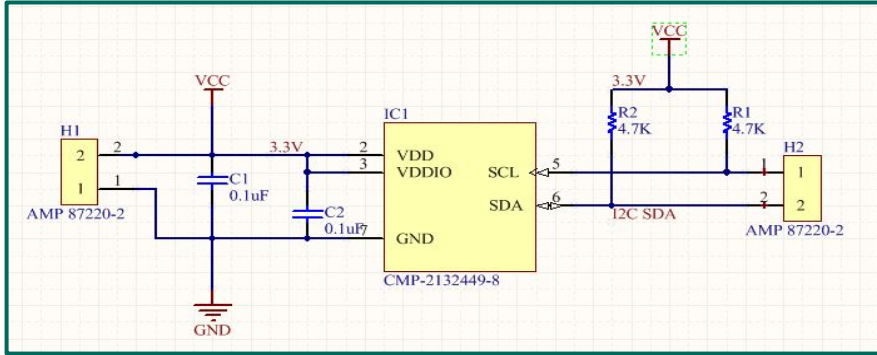 VCC
VCC
3.3V
R2
4.7K
R1
4.7K
IC1
H1
2 2
1 1
AMP 87220-2
3.3V
2 VDD
3 VDDIO
7 GND
SCL 5
SDA 6
C1
0.1uF
C2
0.1uF
H2
1 1
2 2
I2C SDA
AMP 87220-2
CMP-2132449-8
GND